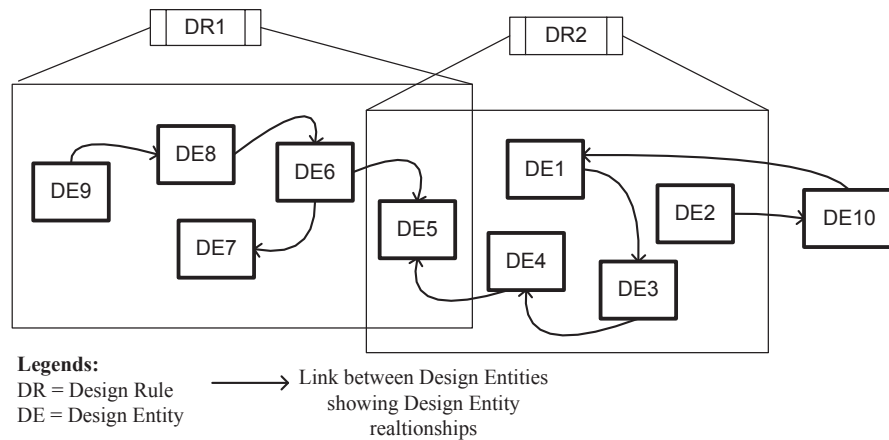 DR1
DR2
DE8
DE1
DE6
DE9
DE2
DE10
DE5
DE7
DE4
DE3
Legends:
DR = Design Rule
DE = Design Entity
Link between Design Entities
showing Design Entity
realtionships